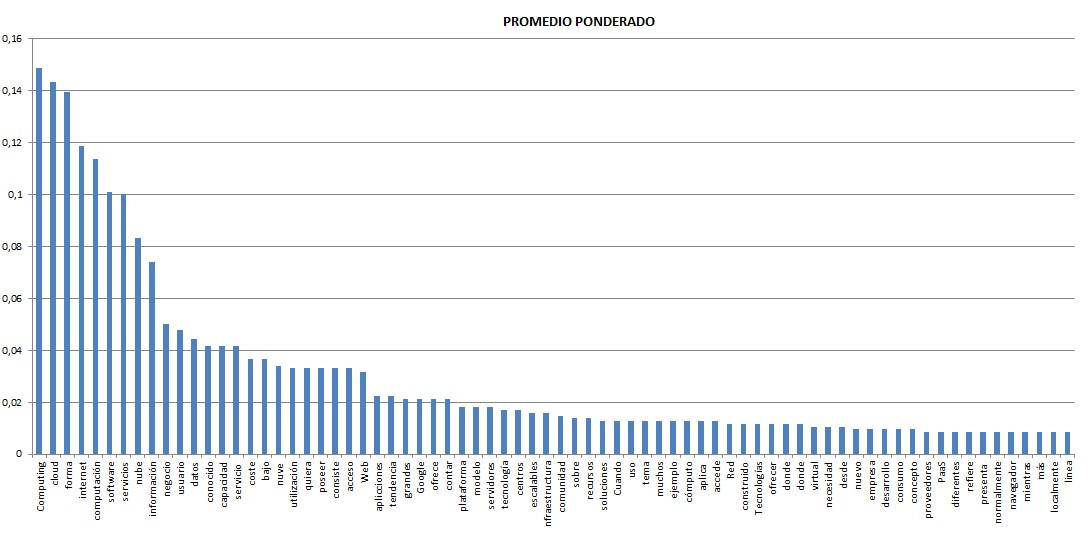 PROMEDIO PONDERADO
0,16
0,14
0,12
0,1
0,08
0,06
0,04
0,02
0
Computing
cloud
forma
internet
computación
software
servicios
nube
información
negocio
usuario
datos
conocido
capacidad
servicio
coste
bajo
nuve
utilización
quiera
poseer
consiste
acceso
Web
aplicciones
tendencia
grandes
Google
ofrece
contar
plataforma
modelo
servidores
tecnología
centros
escalables
nfraestructura
comunidad
sobre
recursos
soluciones
Cuando
uso
tema
muchos
ejemplo
cómputo
aplica
accede
Red
construido
Tecnologías
ofrecer
donde
donde
virtual
necesidad
desde
nuevo
empresa
desarrollo
consumo
concepto
proveedores
PaaS
diferentes
refiere
presenta
normalmente
navegador
mientras
más
localmente
línea